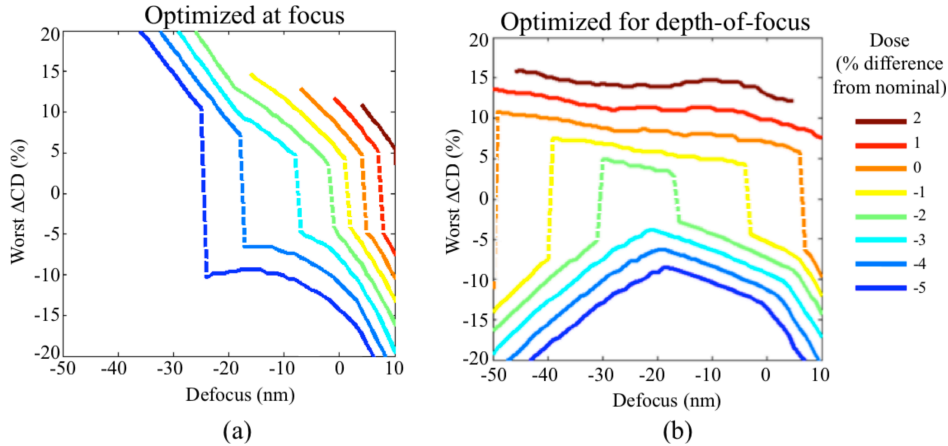 Optimized at focus
20
15
10
5
0
-5
-10
-15
-20
Worst ΔCD (%)
-50 -40 -30 -20 -10 0 10
Defocus (nm)
(a)
Optimized for depth-of-focus
20
15
10
5
0
-5
-10
-15
-20
Worst ΔCD (%)
-50 -40 -30 -20 -10 0 10
Defocus (nm)
(b)
Dose
(% difference
from nominal)
2
1
0
-1
-2
-3
-4
-5